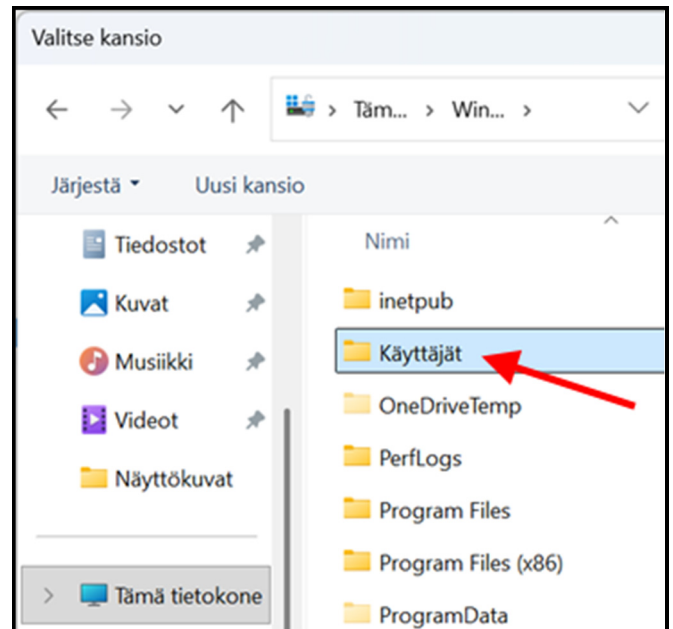 Valitse kansio
Täm... > Win... >
Järjestä Uusi kansio
Tiedostot
Kuvat
Musiikki
Videot
Näyttökuvat
Tämä tietokone
Nimi
inetpub
Käyttäjät
OneDriveTemp
PerfLogs
Program Files
Program Files (x86)
ProgramData